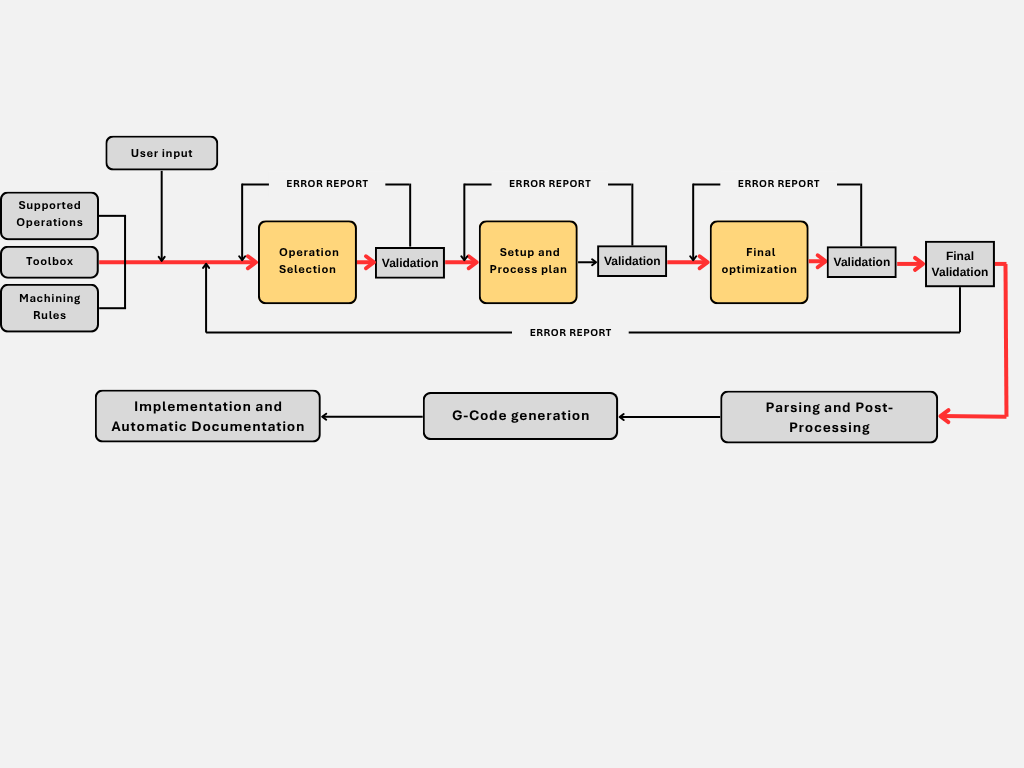 User input
Supported
Operations
Toolbox
Machining
Rules
ERROR REPORT
Operation
Selection
Validation
ERROR REPORT
Setup and
Process plan
Validation
ERROR REPORT
Final
optimization
Validation
Final
Validation
ERROR REPORT
Parsing and Post-
Processing
G-Code generation
Implementation and
Automatic Documentation